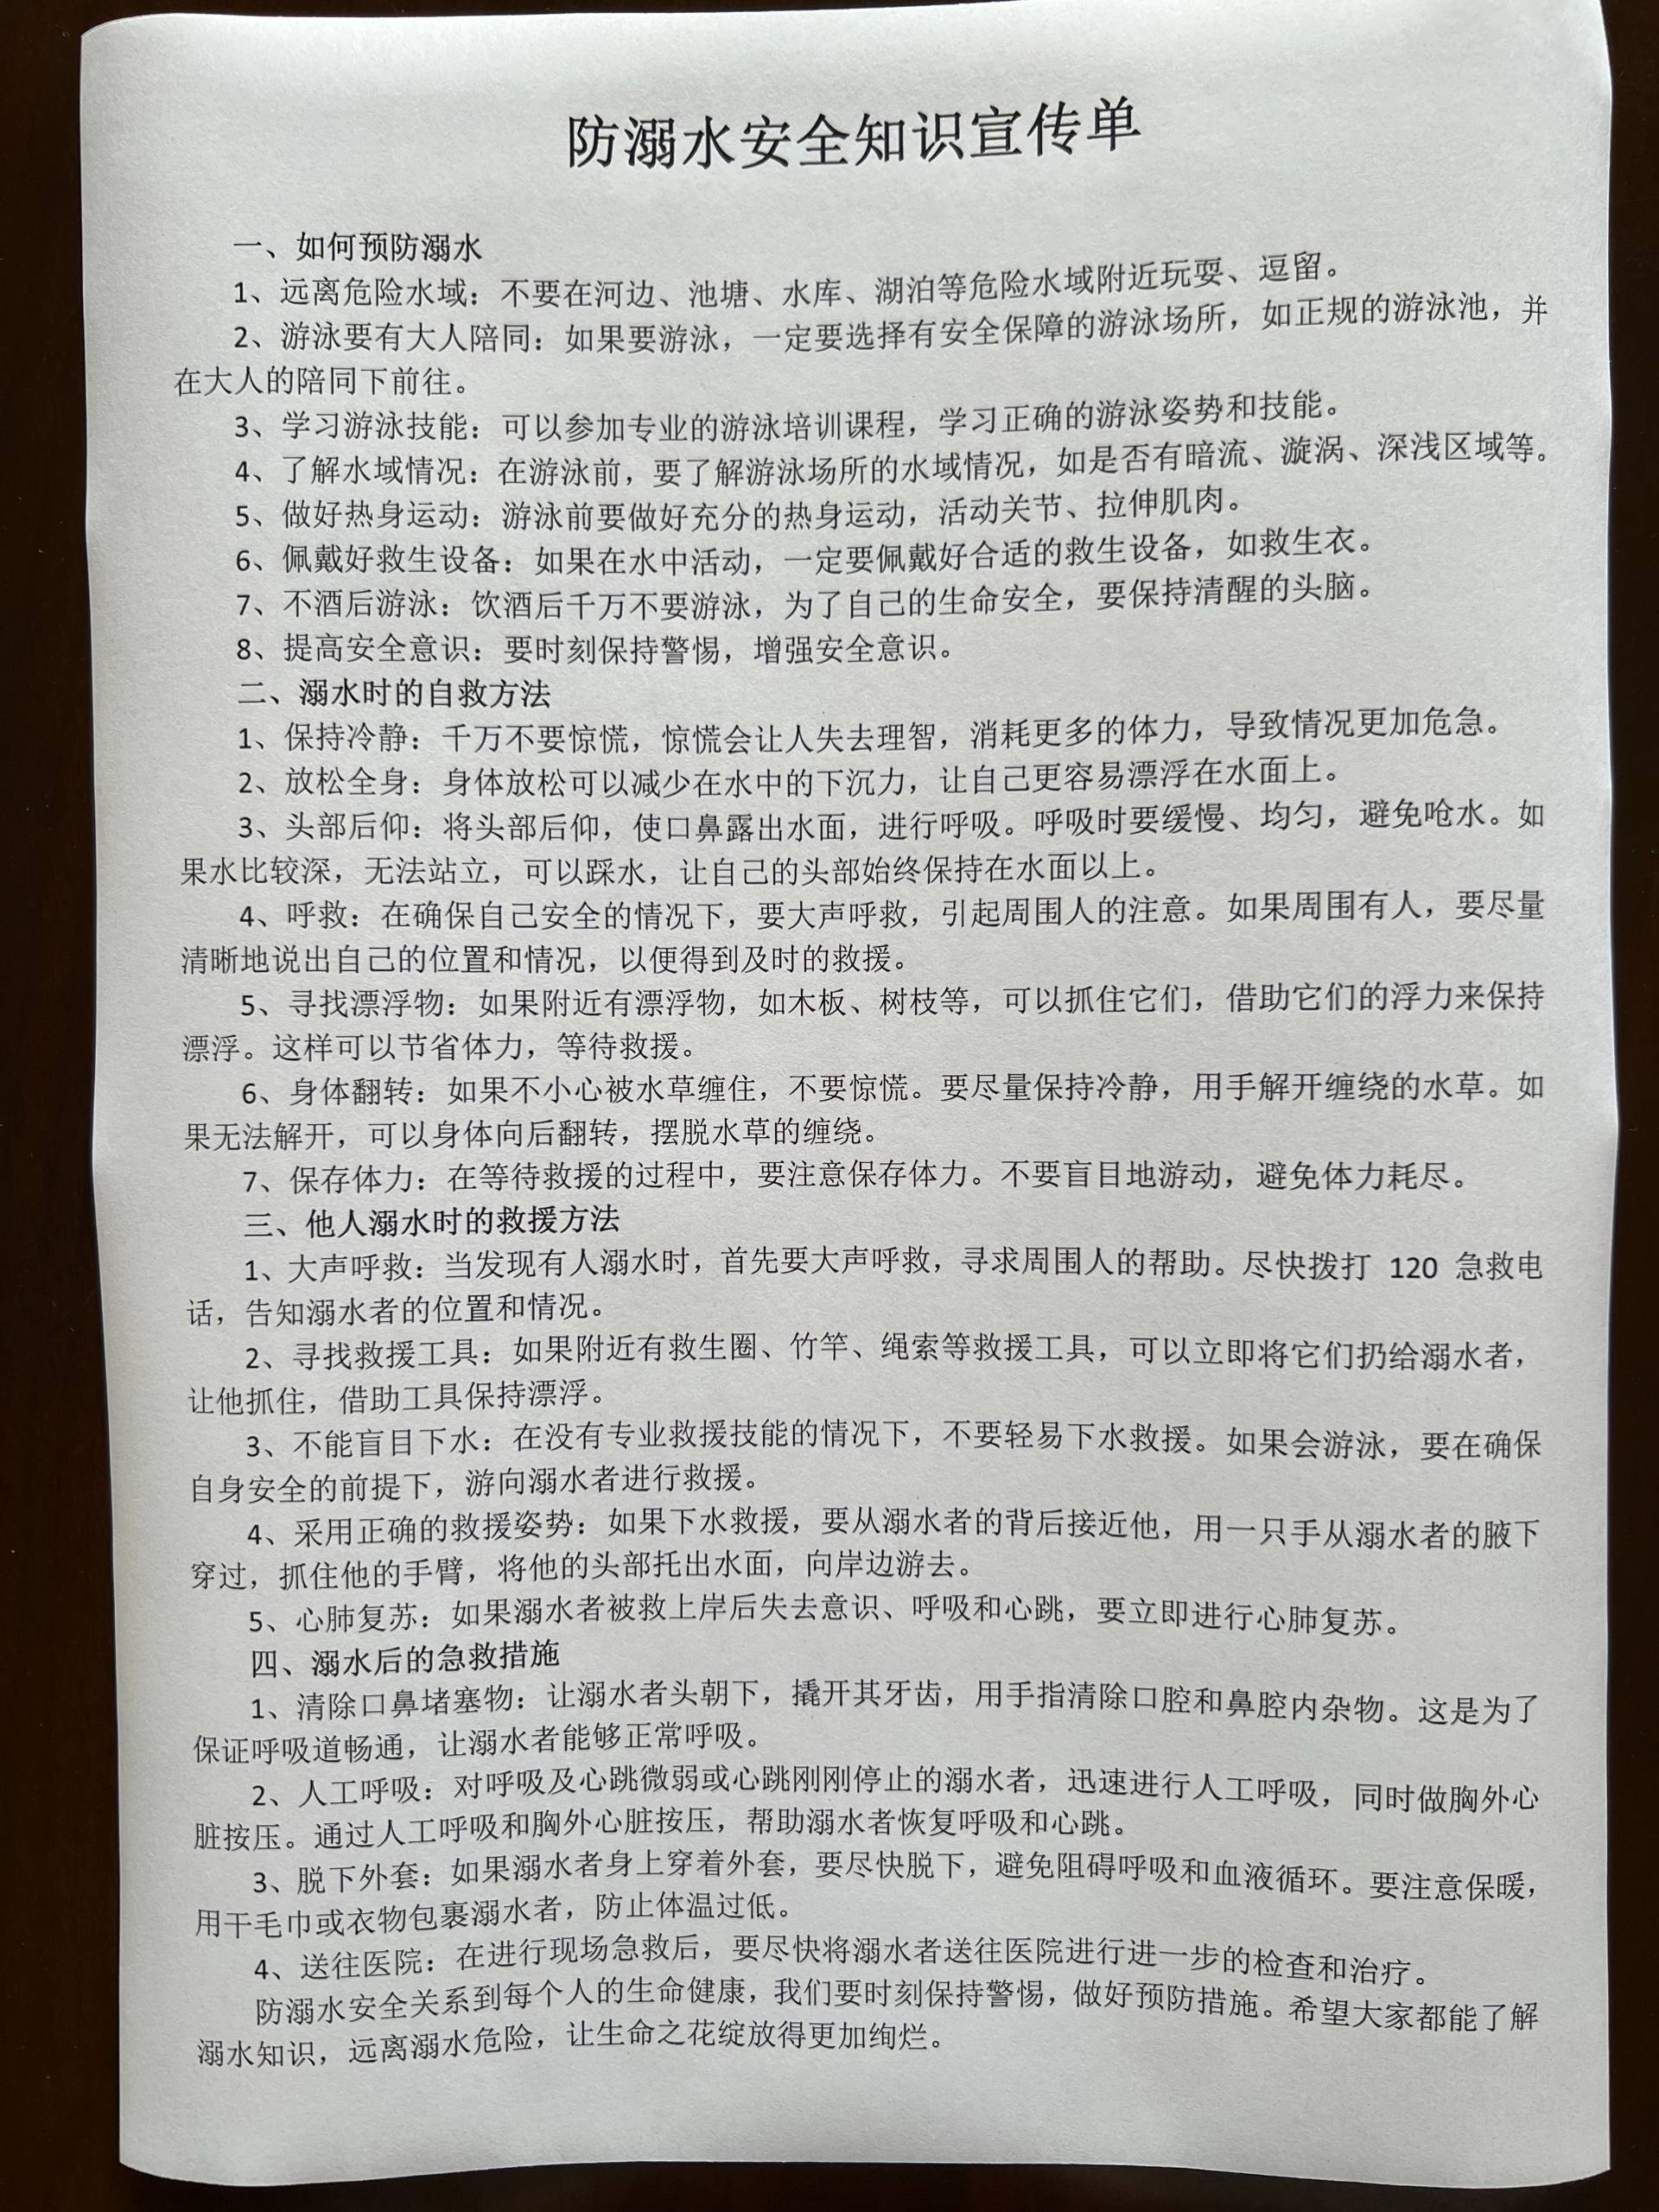 防溺水安全知识宣传单
一、如何预防溺水
1、远离危险水域：不要在河边、池塘、水库、湖泊等危险水域附近玩耍、逗留。
2、游泳要有大人陪同：如果要游泳，一定要选择有安全保障的游泳场所，如正规的游泳池，并
在大人的陪同下前往。
3、学习游泳技能：可以参加专业的游泳培训课程，学习正确的游泳姿势和技能。
4、了解水域情况：在游泳前，要了解游泳场所的水域情况，如是否有暗流、漩涡、深浅区域等。
5、做好热身运动：游泳前要做好充分的热身运动，活动关节、拉伸肌肉。
6、佩戴好救生设备：如果在水中活动，一定要佩戴好合适的救生设备，如救生衣。
7、不酒后游泳：饮酒后千万不要游泳，为了自己的生命安全，要保持清醒的头脑。
8、提高安全意识：要时刻保持警惕，增强安全意识。
二、溺水时的自救方法
1、保持冷静：千万不要惊慌，惊慌会让人失去理智，消耗更多的体力，导致情况更加危急。
2、放松全身：身体放松可以减少在水中的下沉力，让自己更容易漂浮在水面上。
3、头部后仰：将头部后仰，使口鼻露出水面，进行呼吸。呼吸时要缓慢、均匀，避免呛水。如
果水比较深，无法站立，可以踩水，让自己的头部始终保持在水面以上。
4、呼救：在确保自己安全的情况下，要大声呼救，引起周围人的注意。如果周围有人，要尽量
清晰地说出自己的位置和情况，以便得到及时的救援。
5、寻找漂浮物：如果附近有漂浮物，如木板、树枝等，可以抓住它们，借助它们的浮力来保持
漂浮。这样可以节省体力，等待救援。
6、身体翻转：如果不小心被水草缠住，不要惊慌。要尽量保持冷静，用手解开缠绕的水草。如
果无法解开，可以身体向后翻转，摆脱水草的缠绕。
7、保存体力：在等待救援的过程中，要注意保存体力。不要盲目地游动，避免体力耗尽。
三、他人溺水时的救援方法
1、大声呼救：当发现有人溺水时，首先要大声呼救，寻求周围人的帮助。尽快拨打 120 急救电
话，告知溺水者的位置和情况。
2、寻找救援工具：如果附近有救生圈、竹竿、绳索等救援工具，可以立即将它们扔给溺水者，
让他抓住，借助工具保持漂浮。
3、不能盲目下水：在没有专业救援技能的情况下，不要轻易下水救援。如果会游泳，要在确保
自身安全的前提下，游向溺水者进行救援。
4、采用正确的救援姿势：如果下水救援，要从溺水者的背后接近他，用一只手从溺水者的腋下
穿过，抓住他的手臂，将他的头部托出水面，向岸边游去。
5、心肺复苏：如果溺水者被救上岸后失去意识、呼吸和心跳，要立即进行心肺复苏。
四、溺水后的急救措施
1、清除口鼻堵塞物：让溺水者头朝下，撬开其牙齿，用手指清除口腔和鼻腔内杂物。这是为了
保证呼吸道畅通，让溺水者能够正常呼吸。
2、人工呼吸：对呼吸及心跳微弱或心跳刚刚停止的溺水者，迅速进行人工呼吸，同时做胸外心
脏按压。通过人工呼吸和胸外心脏按压，帮助溺水者恢复呼吸和心跳。
3、脱下外套：如果溺水者身上穿着外套，要尽快脱下，避免阻碍呼吸和血液循环。要注意保暖，
用干毛巾或衣物包裹溺水者，防止体温过低。
4、送往医院：在进行现场急救后，要尽快将溺水者送往医院进行进一步的检查和治疗。
防溺水安全关系到每个人的生命健康，我们要时刻保持警惕，做好预防措施。希望大家都能了解
溺水知识，远离溺水危险，让生命之花绽放得更加绚烂。